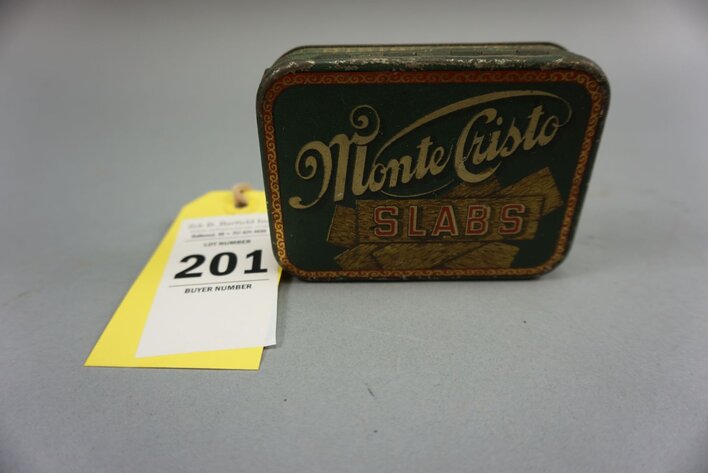 Monte Cristo
SLABS
LOT NUMBER
201
BUYER NUMBER